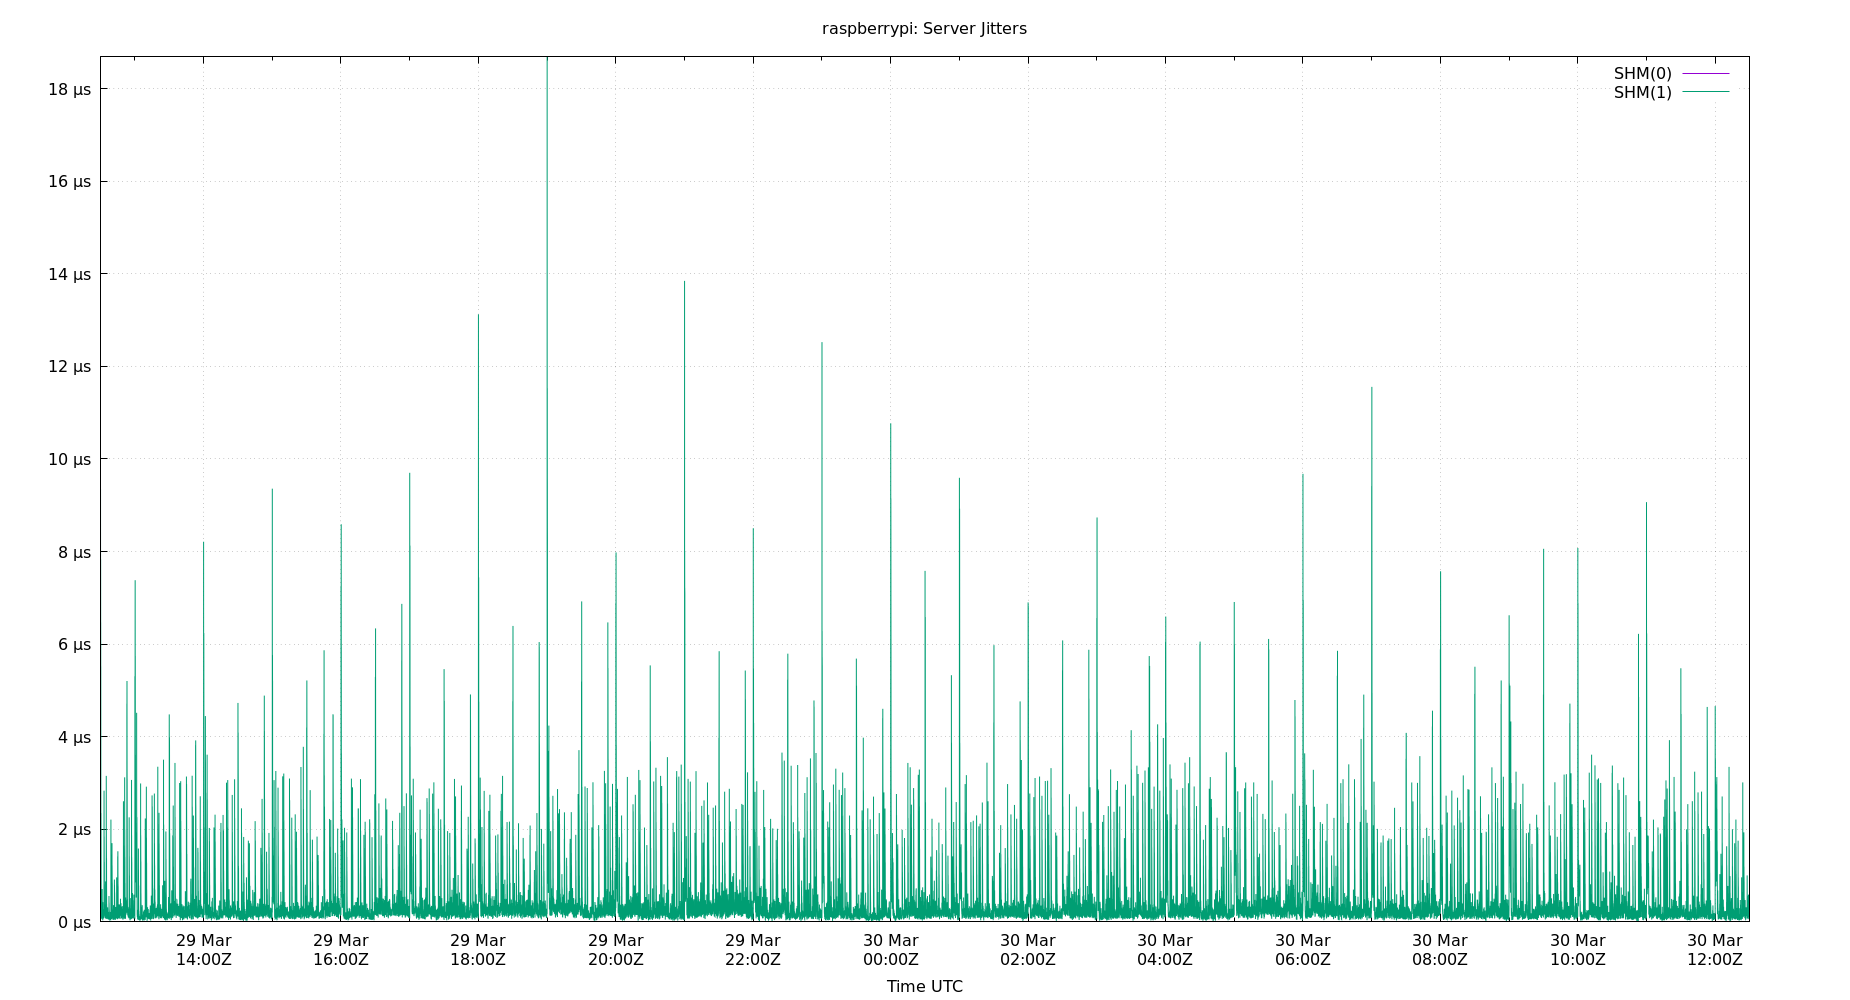 raspberrypi: Server Jitters
SHM(0)
SHM(1)
18 µs
16 µs
14 µs
12 µs
10 µs
8 µs
6 µs
4 µs
2 µs
0 µs
29 Mar
14:00Z
29 Mar
16:00Z
29 Mar
18:00Z
29 Mar
20:00Z
29 Mar
22:00Z
30 Mar
00:00Z
30 Mar
02:00Z
30 Mar
04:00Z
30 Mar
06:00Z
30 Mar
08:00Z
30 Mar
10:00Z
30 Mar
12:00Z
Time UTC